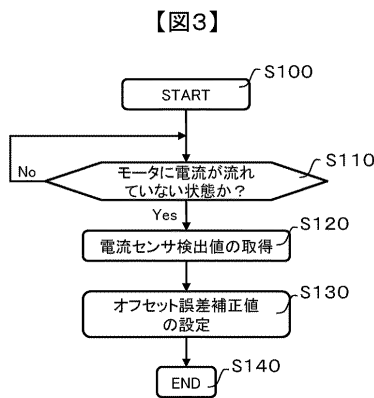 【図3】
S100
START
No
モータに電流が流れ
ていない状態か？
S110
Yes
S120
電流センサ検出値の取得
S130
オフセット誤差補正値
の設定
S140
END